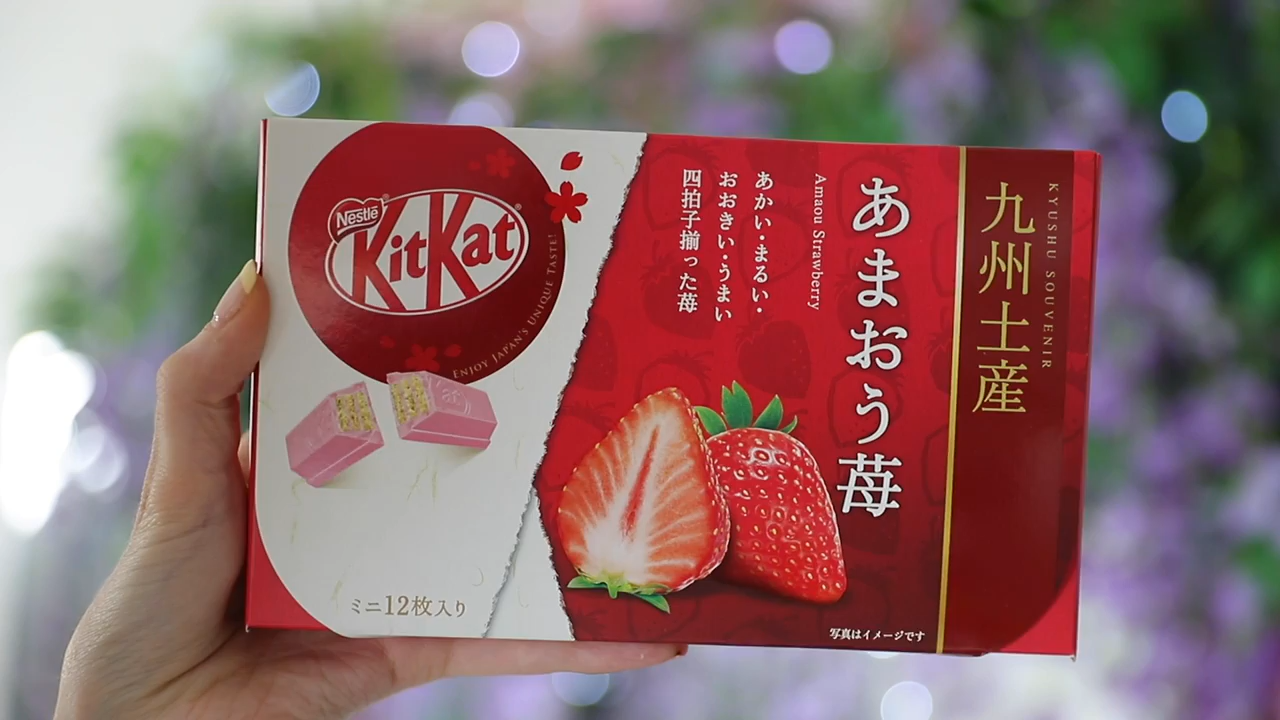 Nestlé
KitKat
ENJOY JAPAN'S UNIQUE TASTE!
ミニ12枚入り
九州土産
KYUSHU SOUVENIR
あまおう苺
Amaou Strawberry
あかい・まるい・
おおきい・うまい
四拍子揃った苺
写真はイメージです